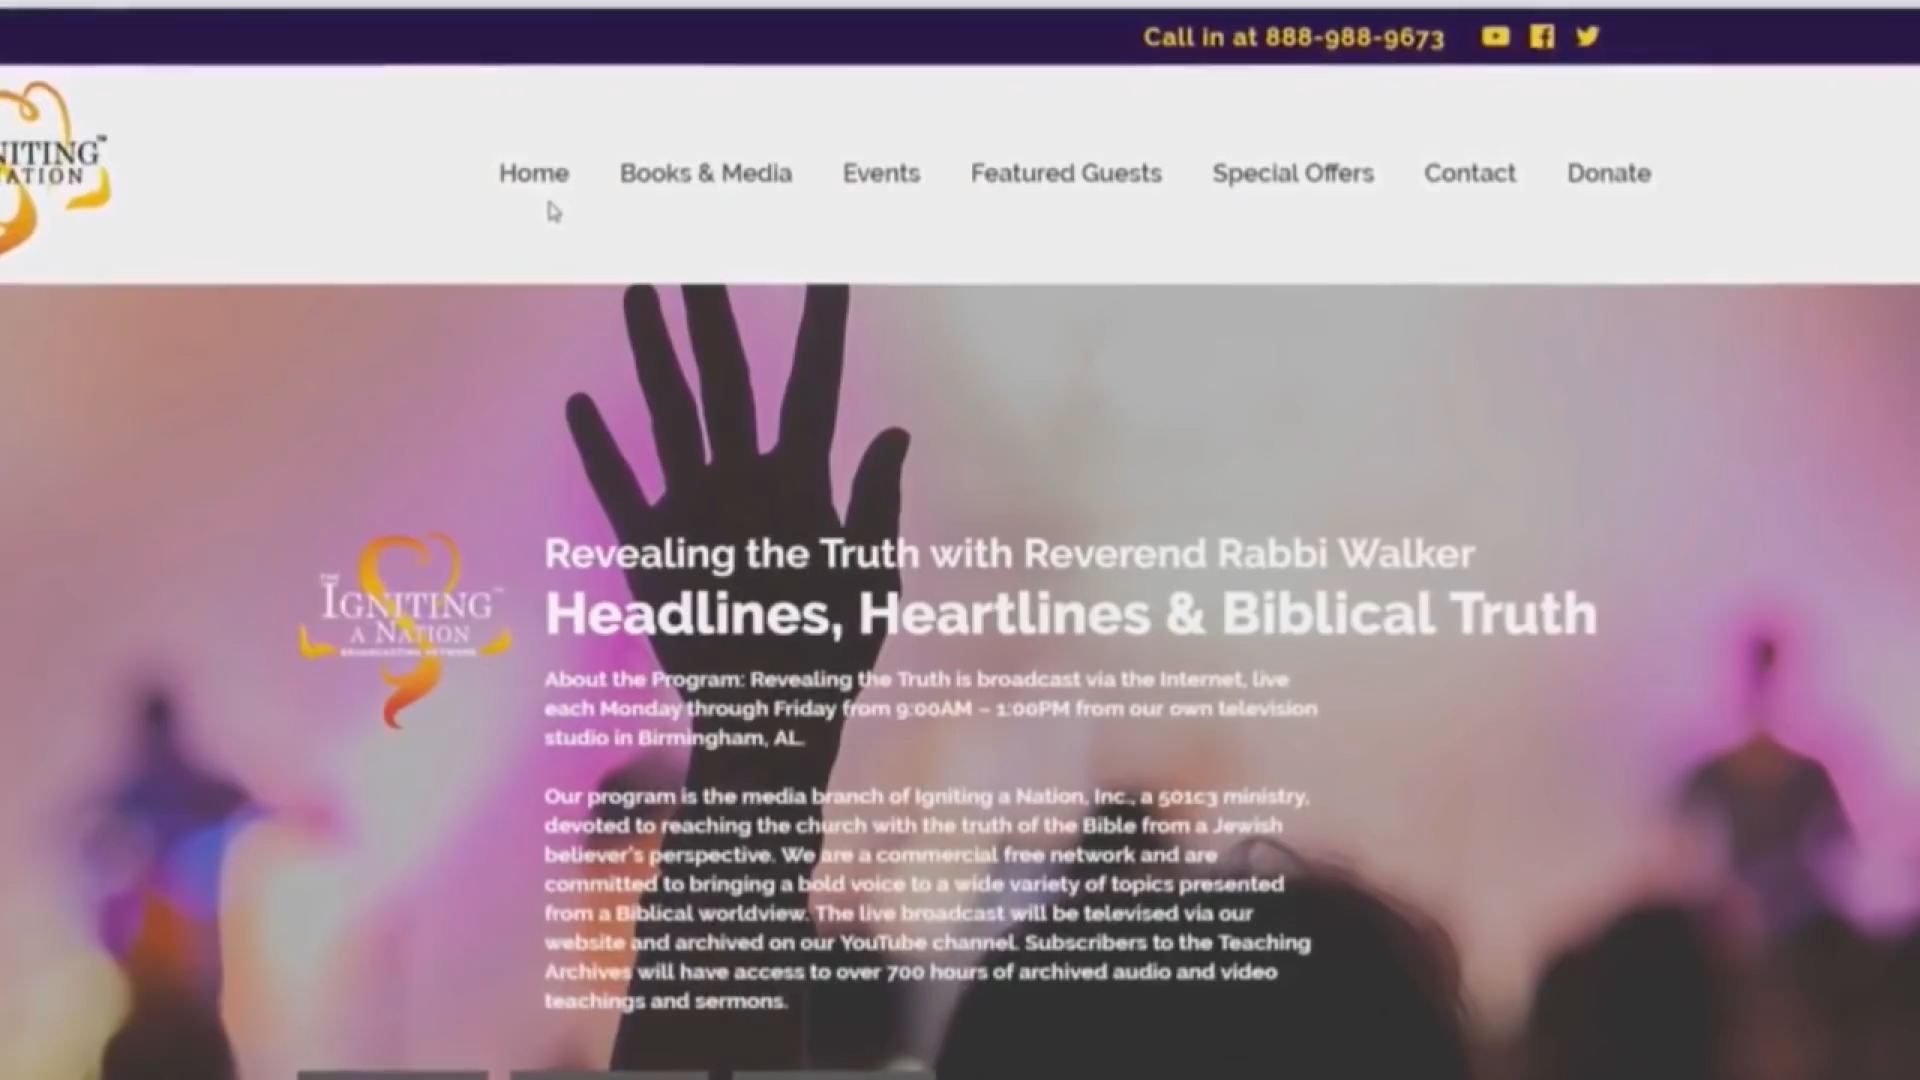 Call in at 888-988-9673
NITING™
ATION
Home Books & Media Events Featured Guests Special Offers Contact Donate
Revealing the Truth with Reverend Rabbi Walker
Headlines, Heartlines & Biblical Truth
THE
IGNITING™
A NATION
BROADCASTING NETWORK
About the Program: Revealing the Truth is broadcast via the Internet, live
each Monday through Friday from 9:00AM – 1:00PM from our own television
studio in Birmingham, AL.
Our program is the media branch of Igniting a Nation, Inc., a 501c3 ministry,
devoted to reaching the church with the truth of the Bible from a Jewish
believer's perspective. We are a commercial free network and are
committed to bringing a bold voice to a wide variety of topics presented
from a Biblical worldview. The live broadcast will be televised via our
website and archived on our YouTube channel. Subscribers to the Teaching
Archives will have access to over 700 hours of archived audio and video
teachings and sermons.